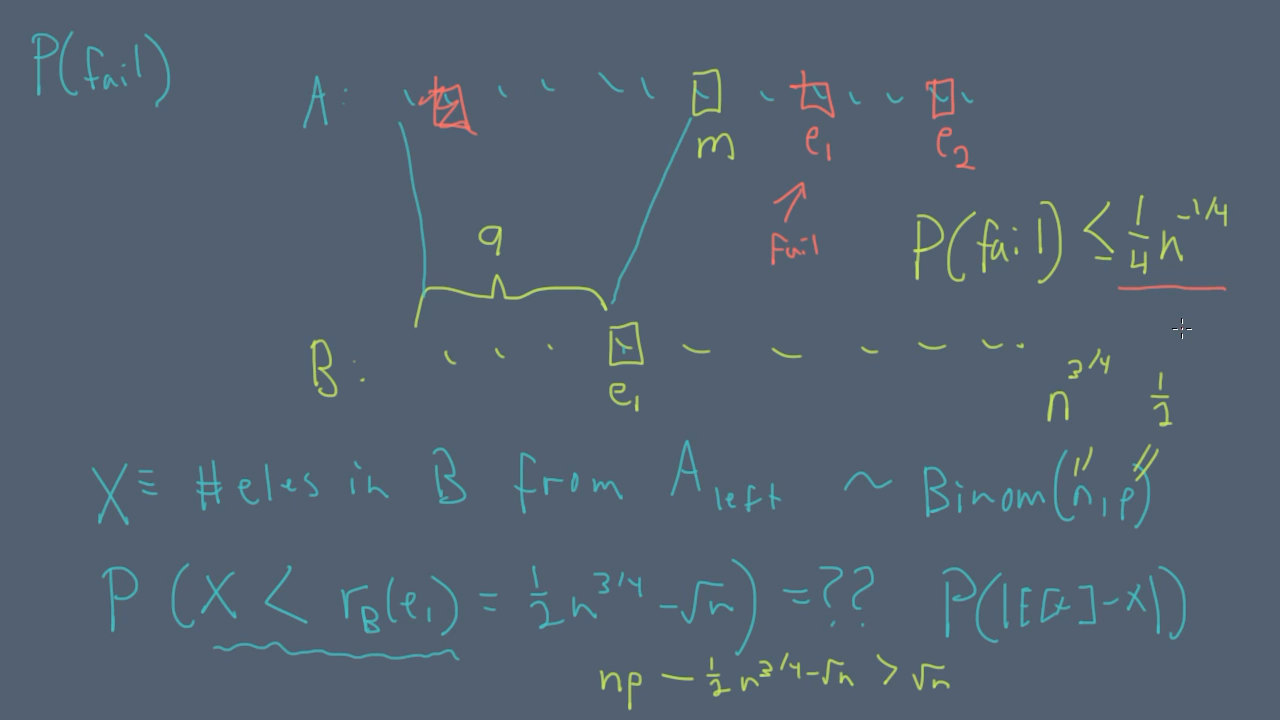 P(fail)
A:
m
e₁
e₂
fail
P(fail) ≤ 1/4 n^-1/4
q
B:
e₁
n^3/4 1/2
X ≡ #eles in B from A_left ~ Binom(n, p)
P(X < r_B(e₁) = 1/2 n^3/4 - √n) = ?? P(|E[X]-X|)
np - 1/2 n^3/4 - √n > √n